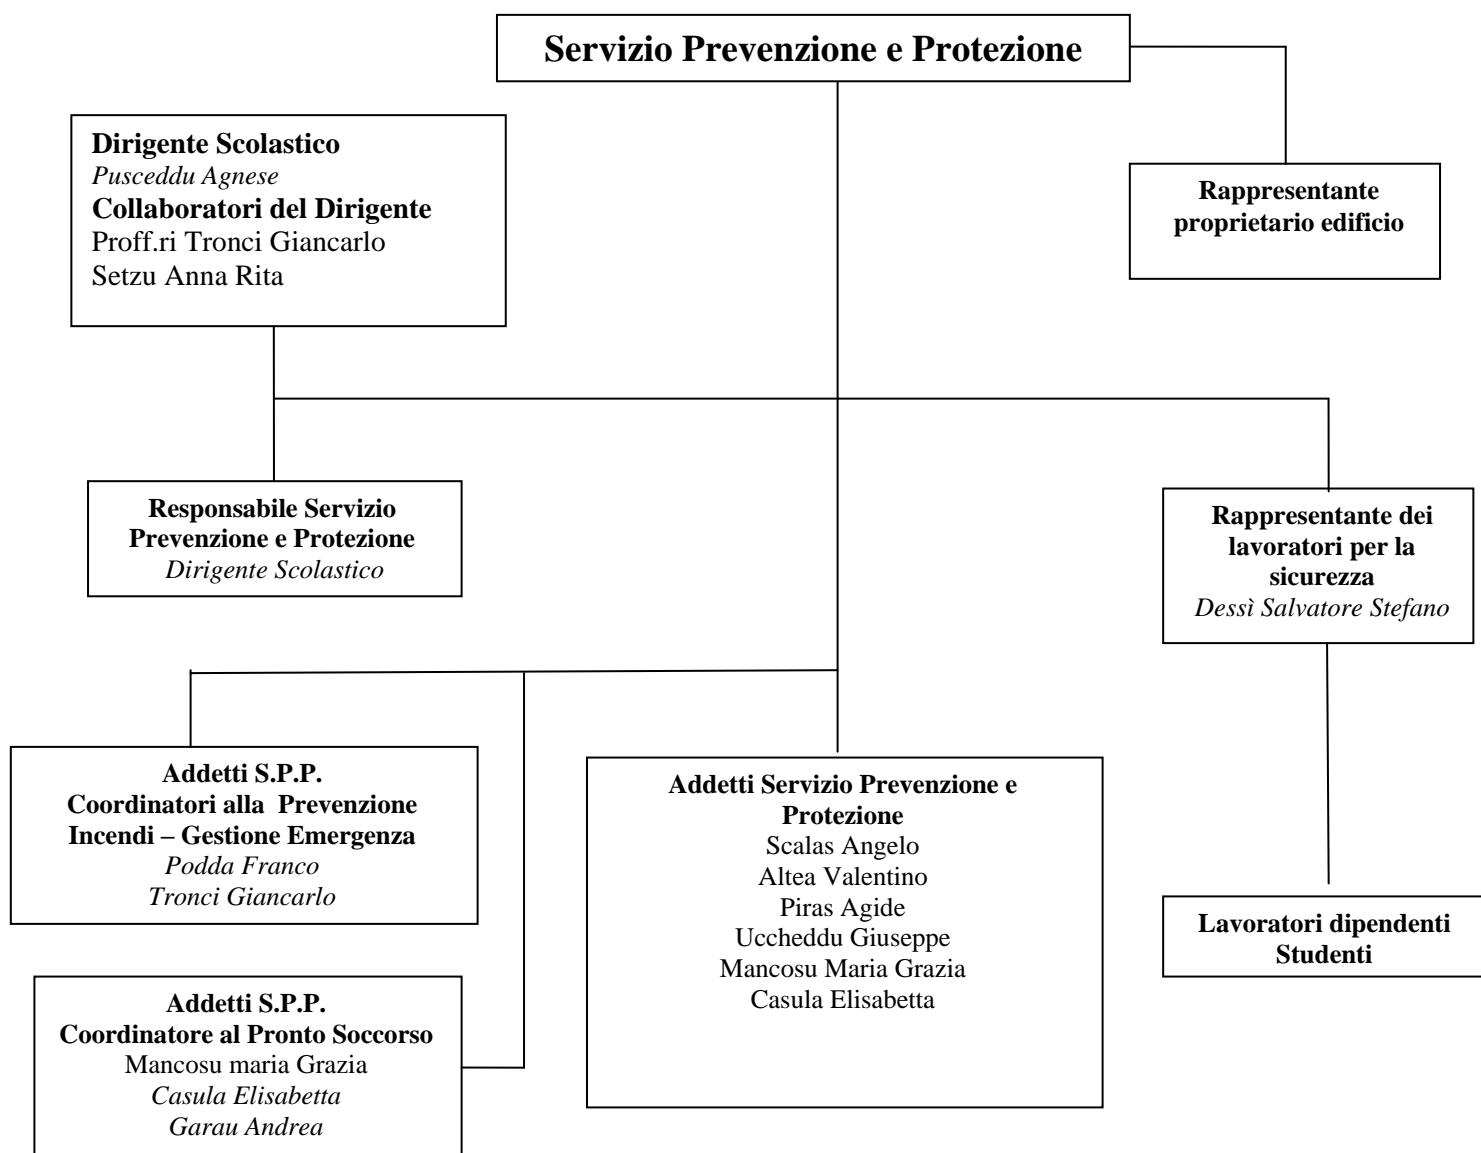 Servizio Prevenzione e Protezione
Dirigente Scolastico
Pusceddu Agnese
Collaboratori del Dirigente
Proff.ri Tronci Giancarlo
Setzu Anna Rita
Rappresentante
proprietario edificio
Responsabile Servizio
Prevenzione e Protezione
Dirigente Scolastico
Rappresentante dei
lavoratori per la
sicurezza
Dessì Salvatore Stefano
Addetti S.P.P.
Coordinatori alla  Prevenzione
Incendi – Gestione Emergenza
Podda Franco
Tronci Giancarlo
Addetti Servizio Prevenzione e
Protezione
Scalas Angelo
Altea Valentino
Piras Agide
Uccheddu Giuseppe
Mancosu Maria Grazia
Casula Elisabetta
Lavoratori dipendenti
Studenti
Addetti S.P.P.
Coordinatore al Pronto Soccorso
Mancosu maria Grazia
Casula Elisabetta
Garau Andrea